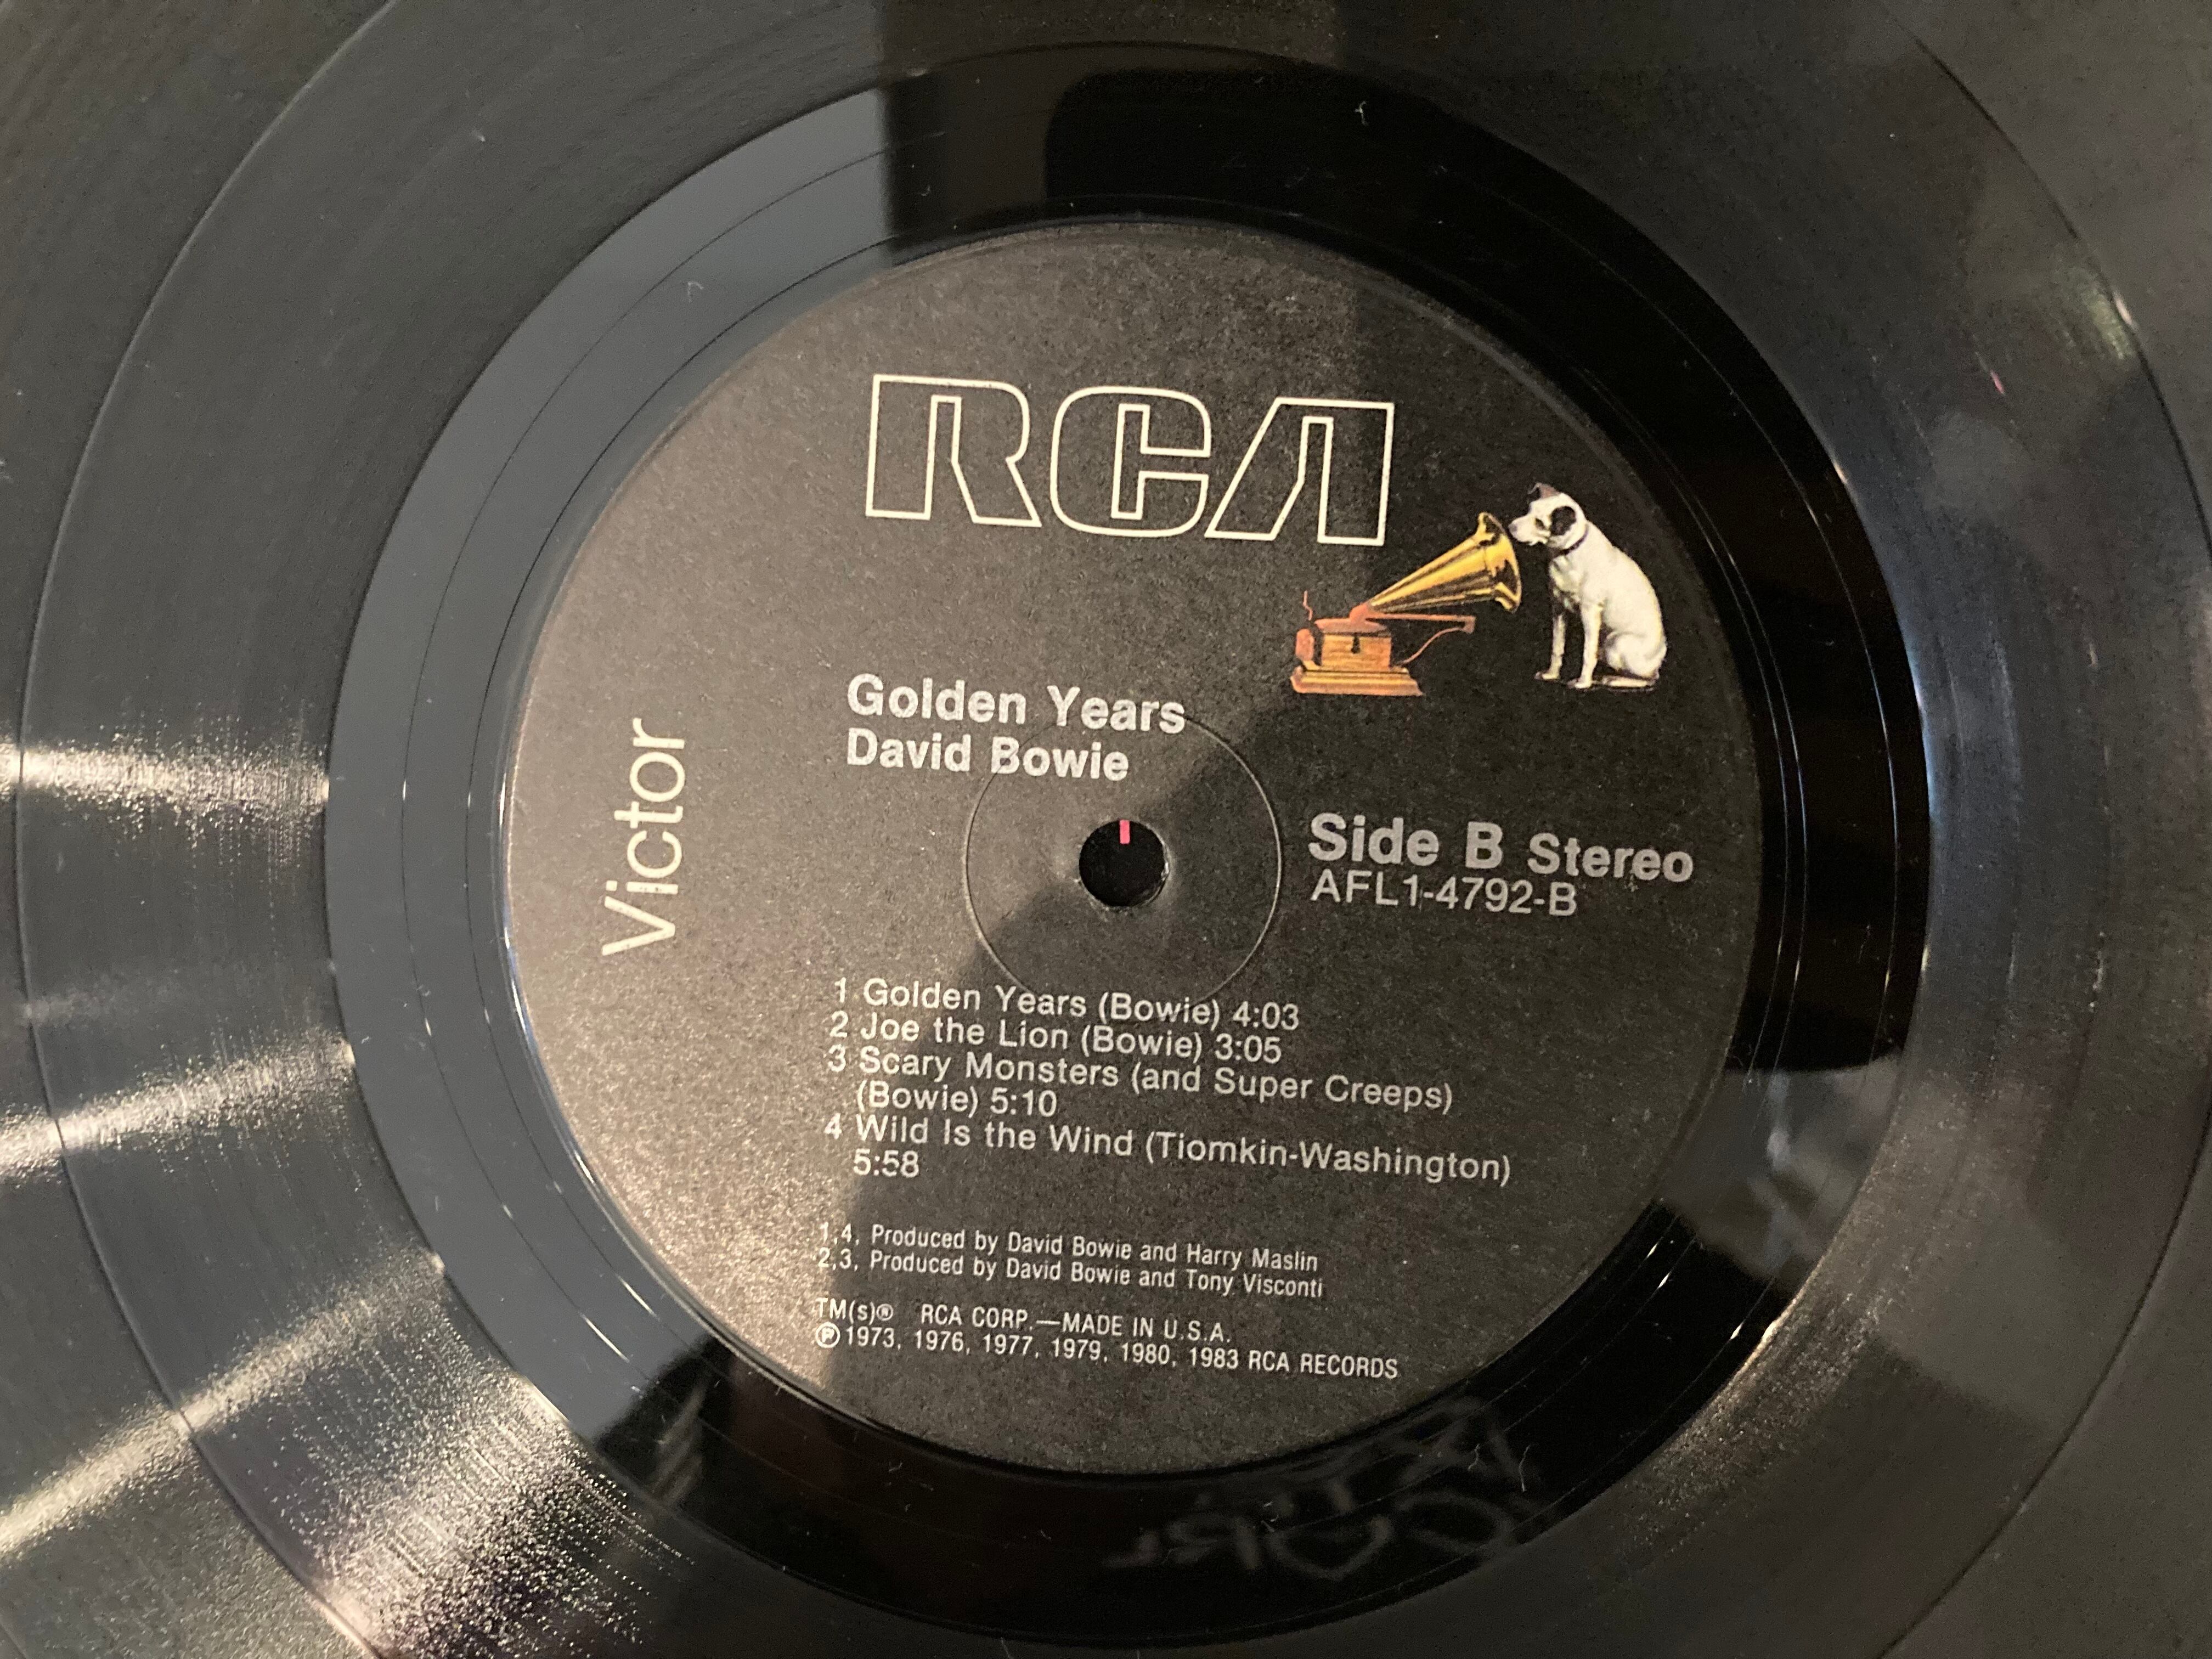 RCA
Victor
Golden Years
David Bowie
Side B Stereo
AFL1-4792-B
1 Golden Years (Bowie) 4:03
2 Joe the Lion (Bowie) 3:05
3 Scary Monsters (and Super Creeps)
(Bowie) 5:10
4 Wild Is the Wind (Tiomkin-Washington)
5:58
1,4, Produced by David Bowie and Harry Maslin
2,3, Produced by David Bowie and Tony Visconti
TM(s)® RCA CORP.—MADE IN U.S.A.
℗ 1973, 1976, 1977, 1979, 1980, 1983 RCA RECORDS